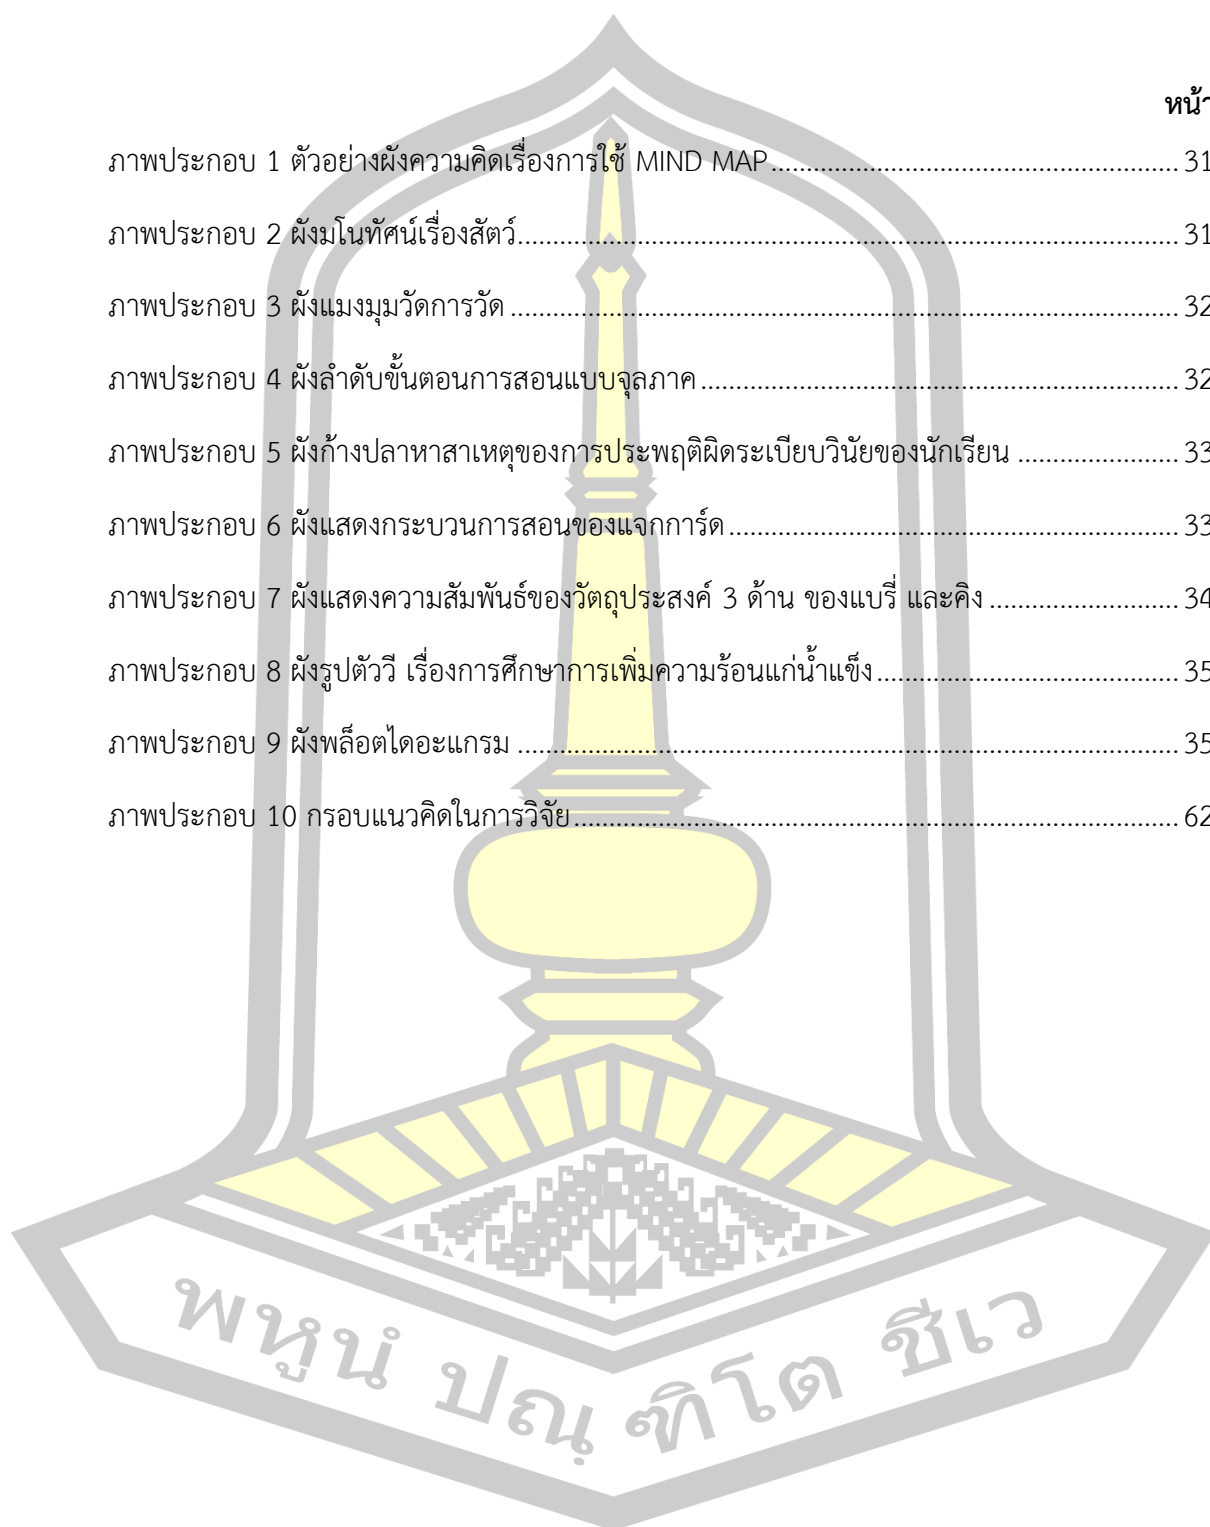 หน้า
ภาพประกอบ 1 ตัวอย่างผังความคิดเรื่องการใช้ MIND MAP ........................ 31
ภาพประกอบ 2 ผังมโนทัศน์เรื่องสัตว์ ........................ 31
ภาพประกอบ 3 ผังแมงมุมวัดการวัด ........................ 32
ภาพประกอบ 4 ผังลำดับขั้นตอนการสอนแบบจุลภาค ........................ 32
ภาพประกอบ 5 ผังก้างปลาหาสาเหตุของการประพฤติผิดระเบียบวินัยของนักเรียน ........................ 33
ภาพประกอบ 6 ผังแสดงกระบวนการสอนของแจกการ์ด ........................ 33
ภาพประกอบ 7 ผังแสดงความสัมพันธ์ของวัตถุประสงค์ 3 ด้าน ของแบรี่ และคิง ........................ 34
ภาพประกอบ 8 ผังรูปตัววี เรื่องการศึกษาการเพิ่มความร้อนแก่น้ำแข็ง ........................ 35
ภาพประกอบ 9 ผังพล็อตไดอะแกรม ........................ 35
ภาพประกอบ 10 กรอบแนวคิดในการวิจัย ........................ 62
พหูนํ ปณฺฑิโต ชีเว